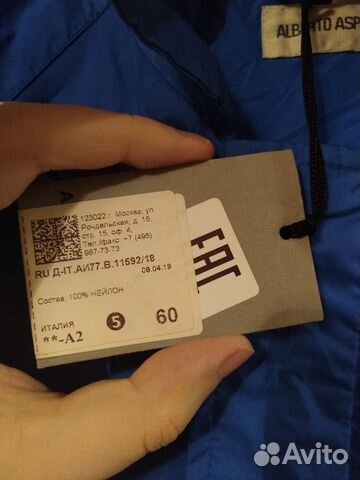 ALBERTO ASP
A
123022 г. Москва, ул.
Рочдельская, д. 15,
стр. 15, оф. 4,
Тел./факс: +7 (495)
987-73-73
RU Д-IT.АИ77.В.11592/18
08.04.19
Состав: 100% НЕЙЛОН
ИТАЛИЯ
5
60
**-A2
EAC
Avito